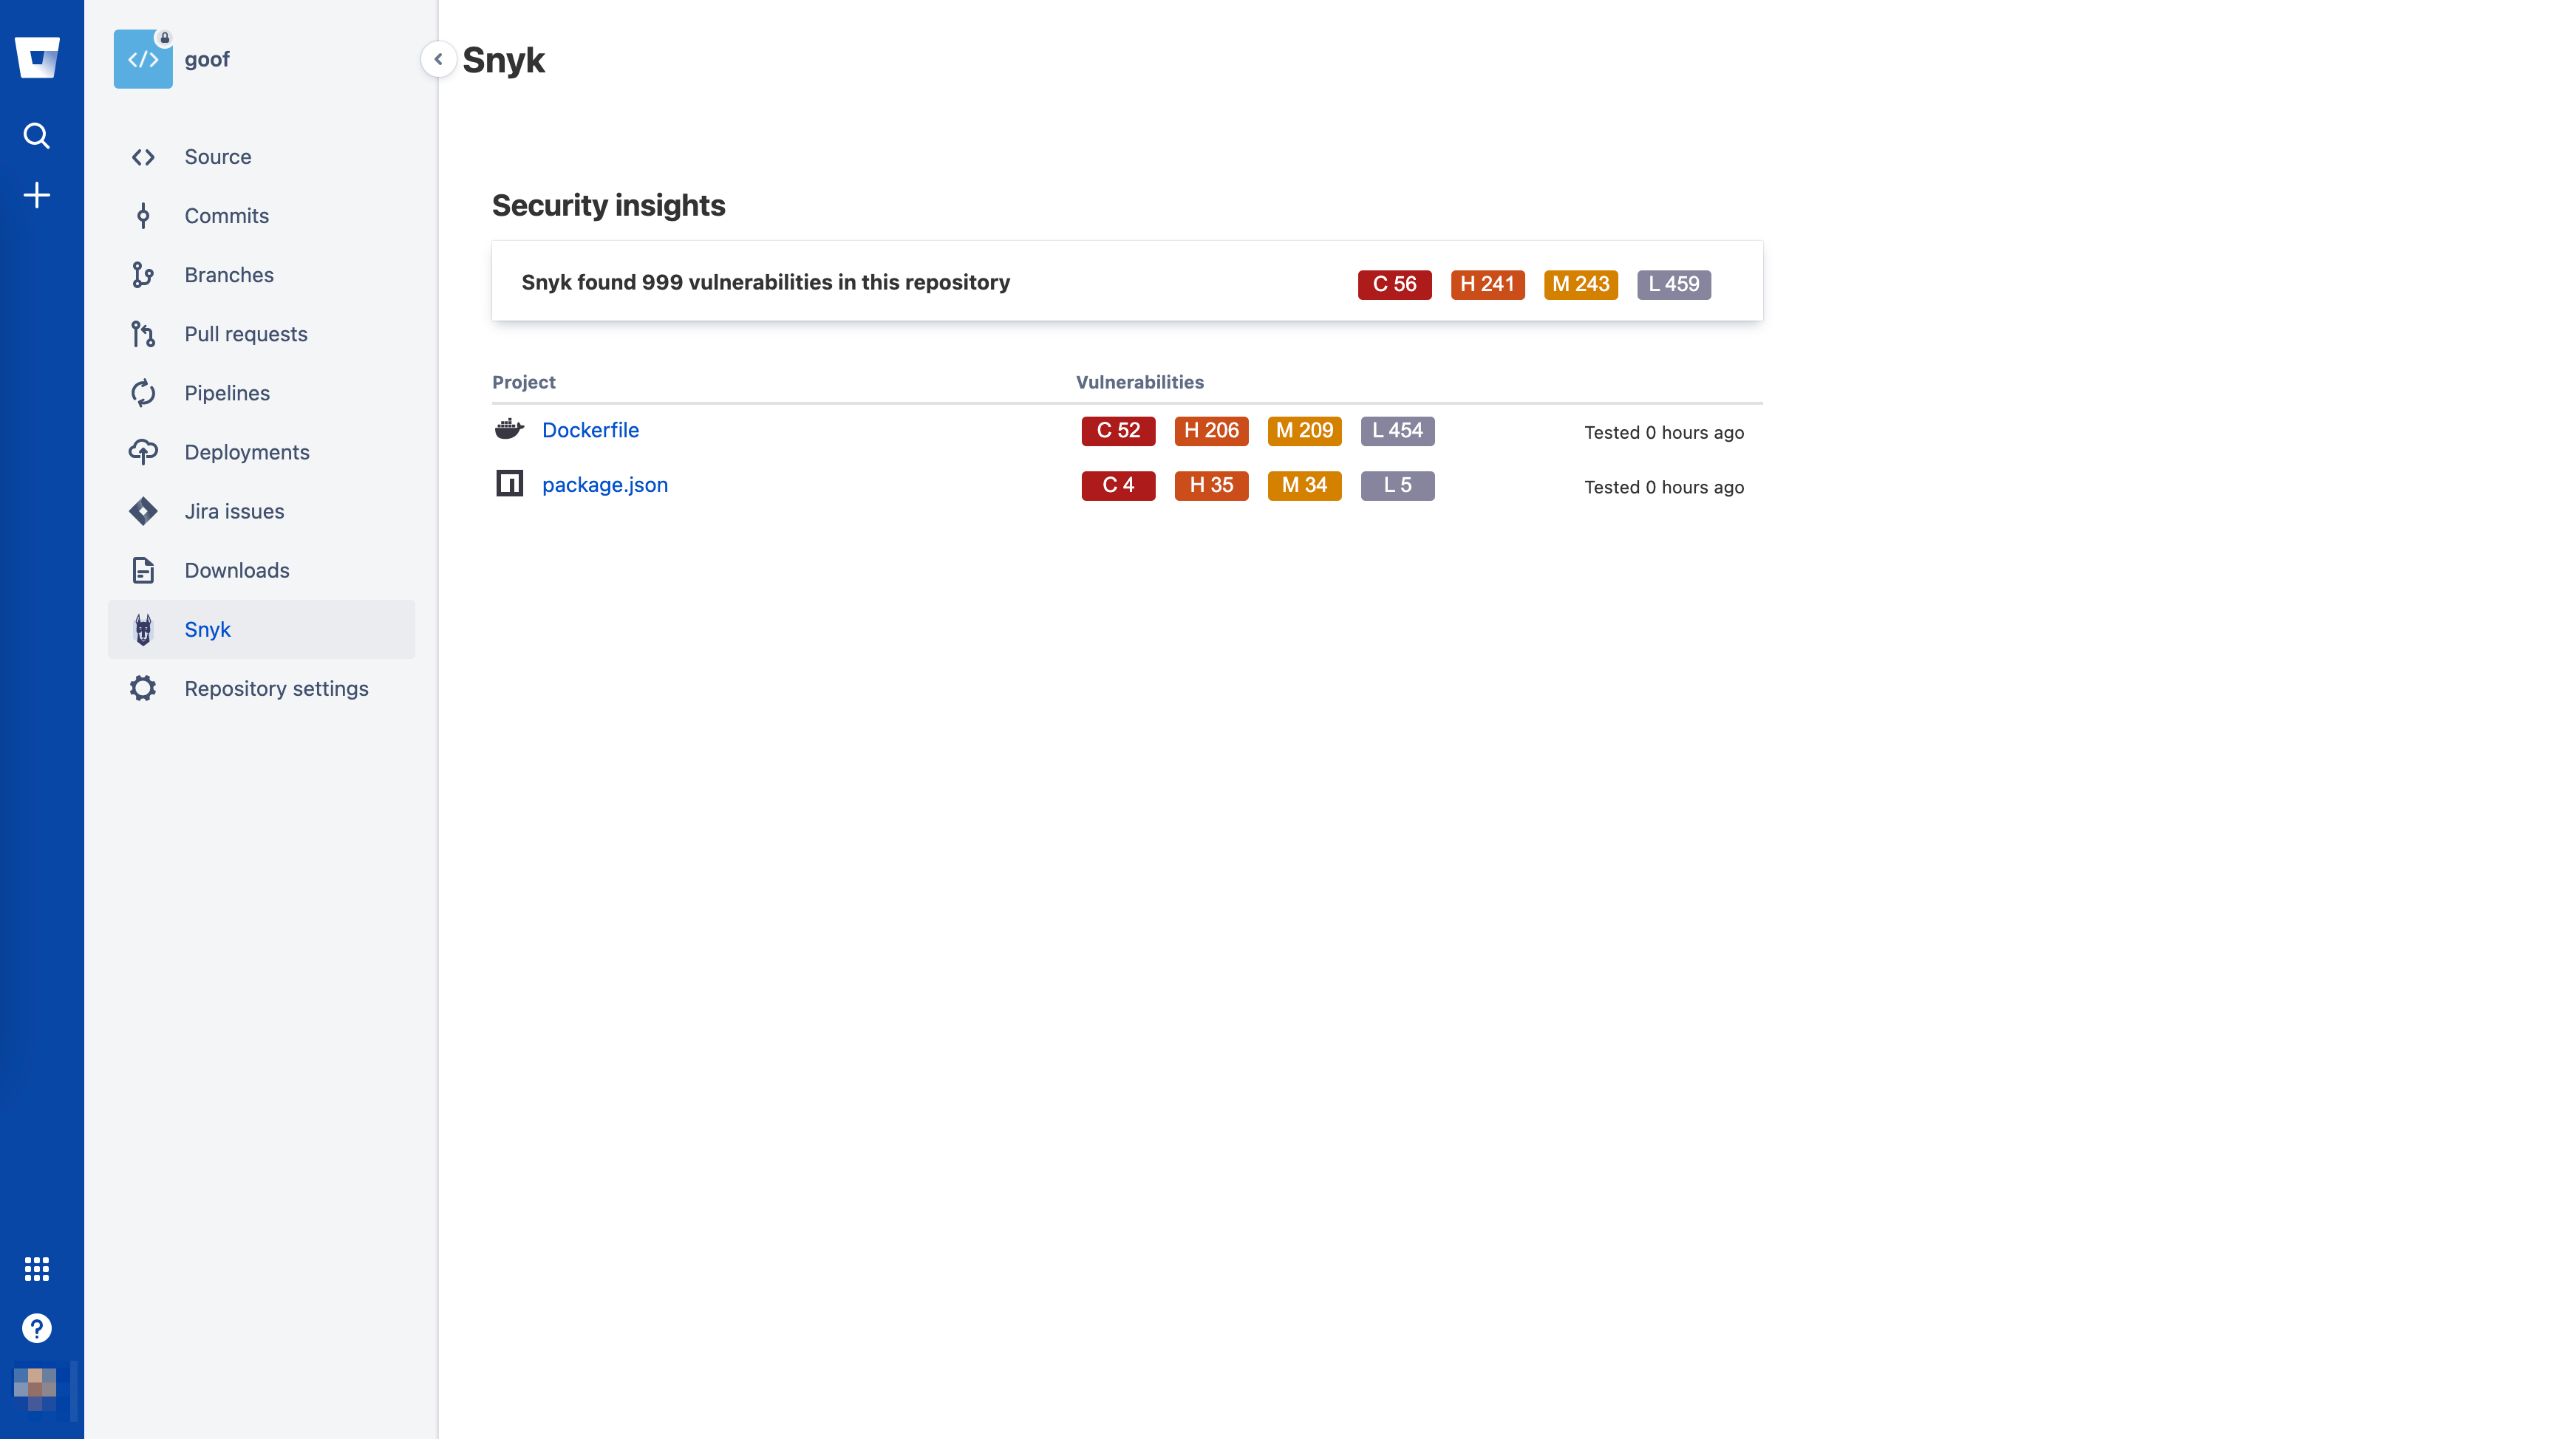 goof
Source
Commits
Branches
Pull requests
Pipelines
Deployments
Jira issues
Downloads
Snyk
Repository settings
Snyk
Security insights
Snyk found 999 vulnerabilities in this repository C 56 H 241 M 243 L 459
Project Vulnerabilities
Dockerfile C 52 H 206 M 209 L 454 Tested 0 hours ago
package.json C 4 H 35 M 34 L 5 Tested 0 hours ago